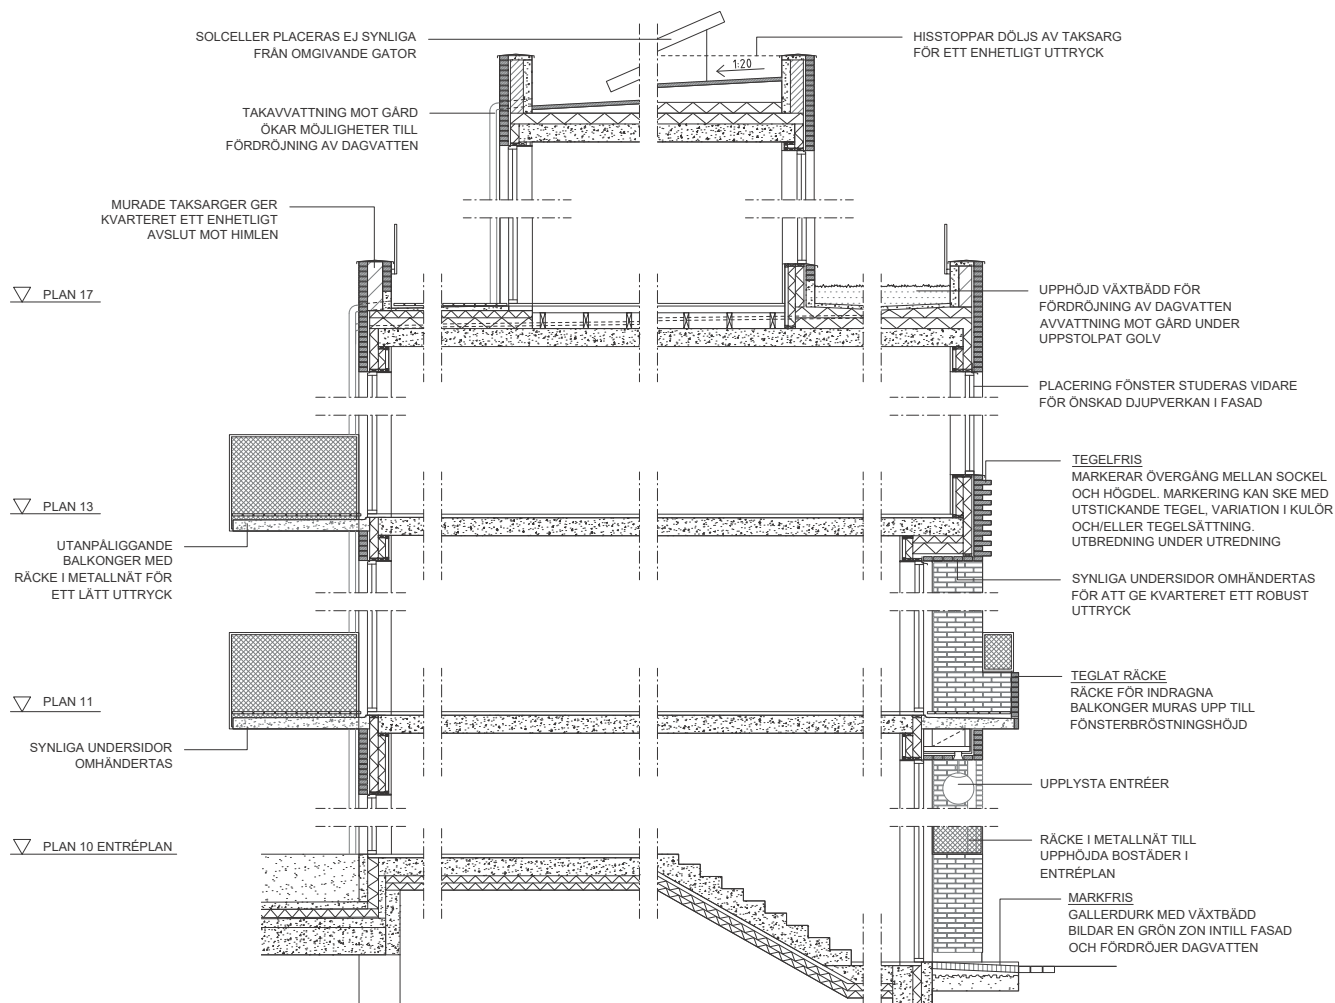 SOLCELLER PLACERAS EJ SYNLIGA
FRÅN OMGIVANDE GATOR
HISSTOPPAR DÖLJS AV TAKSARG
FÖR ETT ENHETLIGT UTTRYCK
1:20
TAKAVVATTNING MOT GÅRD
ÖKAR MÖJLIGHETER TILL
FÖRDRÖJNING AV DAGVATTEN
MURADE TAKSARGER GER
KVARTERET ETT ENHETLIGT
AVSLUT MOT HIMLEN
PLAN 17
UPPHÖJD VÄXTBÄDD FÖR
FÖRDRÖJNING AV DAGVATTEN
AVVATTNING MOT GÅRD UNDER
UPPSTOLPAT GOLV
PLACERING FÖNSTER STUDERAS VIDARE
FÖR ÖNSKAD DJUPVERKAN I FASAD
TEGELFRIS
MARKERAR ÖVERGÅNG MELLAN SOCKEL
OCH HÖGDEL. MARKERING KAN SKE MED
UTSTICKANDE TEGEL, VARIATION I KULÖR
OCH/ELLER TEGELSÄTTNING.
UTBREDNING UNDER UTREDNING
PLAN 13
UTANPÅLIGGANDE
BALKONGER MED
RÄCKE I METALLNÄT FÖR
ETT LÄTT UTTRYCK
SYNLIGA UNDERSIDOR OMHÄNDERTAS
FÖR ATT GE KVARTERET ETT ROBUST
UTTRYCK
TEGLAT RÄCKE
RÄCKE FÖR INDRAGNA
BALKONGER MURAS UPP TILL
FÖNSTERBRÖSTNINGSHÖJD
PLAN 11
SYNLIGA UNDERSIDOR
OMHÄNDERTAS
UPPLYSTA ENTRÉER
PLAN 10 ENTRÉPLAN
RÄCKE I METALLNÄT TILL
UPPHÖJDA BOSTÄDER I
ENTRÉPLAN
MARKFRIS
GALLERDURK MED VÄXTBÄDD
BILDAR EN GRÖN ZON INTILL FASAD
OCH FÖRDRÖJER DAGVATTEN